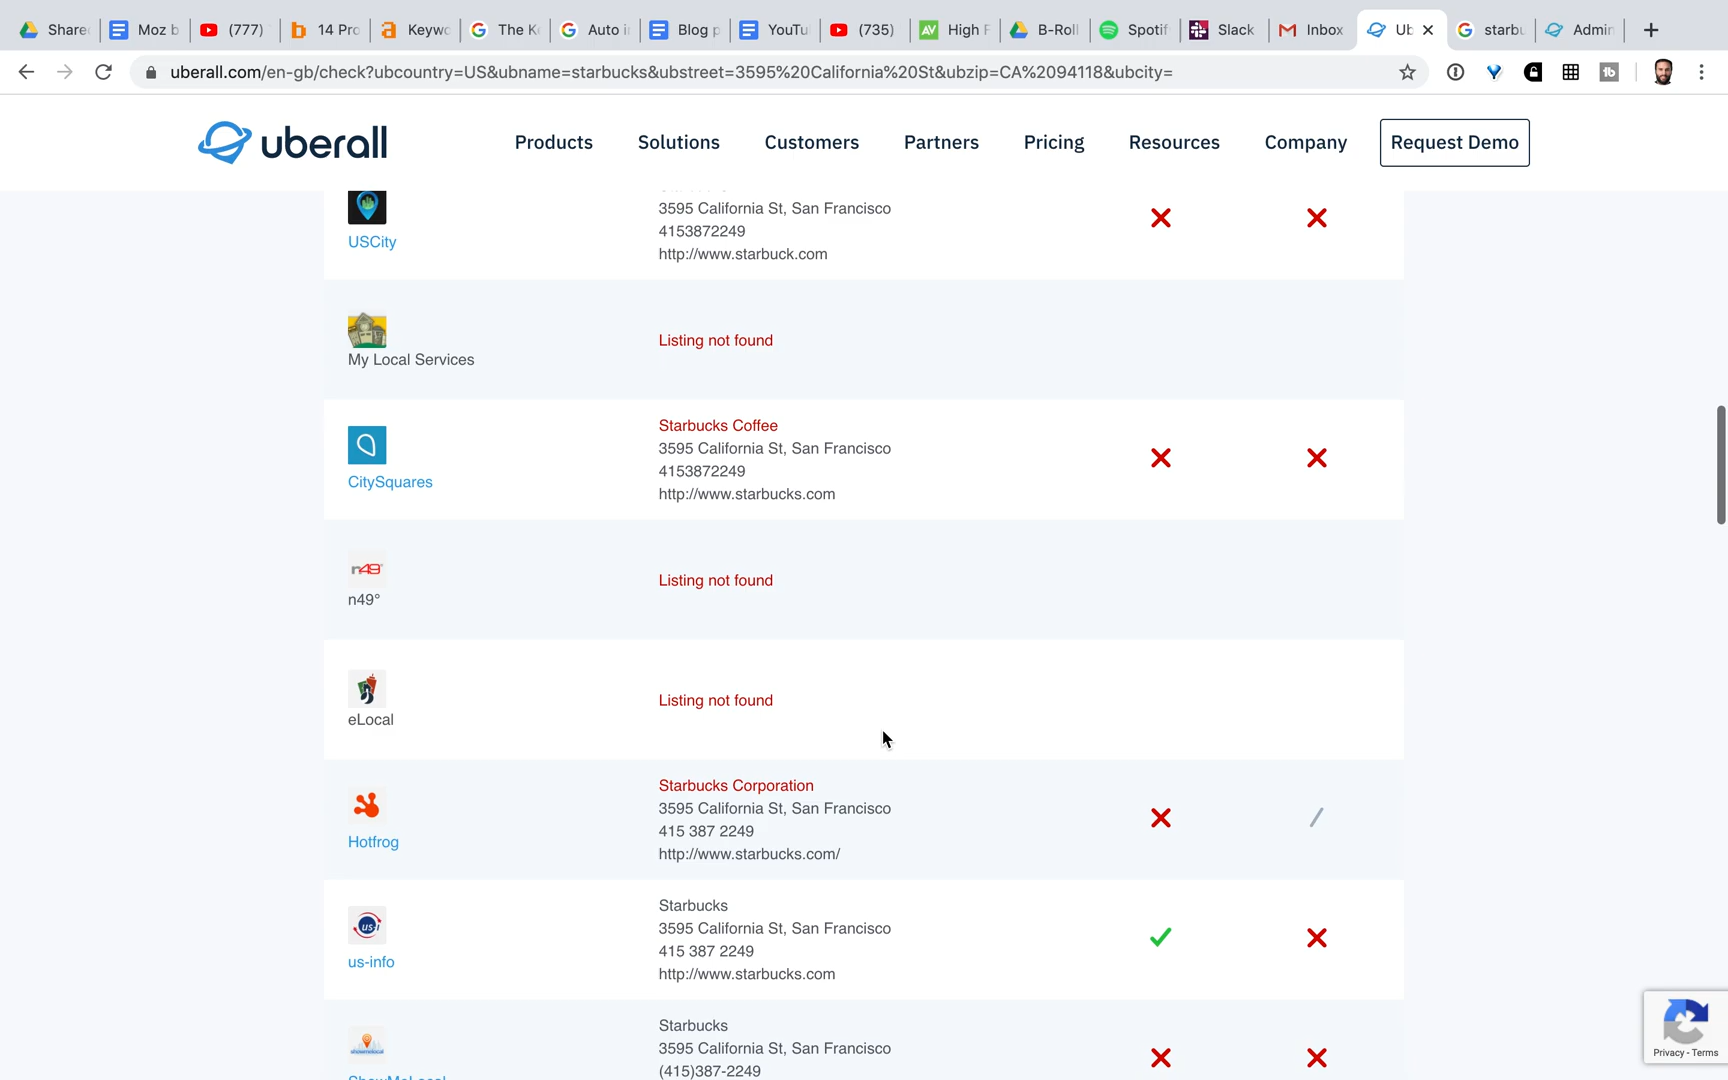 Share
Moz b
(777)
14 Pro
Keyw
The K
Auto i
Blog p
YouTu
(735)
High F
B-Roll
Spotif
Slack
Inbox
Ub
starbu
Admin
uberall.com/en-gb/check?ubcountry=US&ubname=starbucks&ubstreet=3595%20California%20St&ubzip=CA%2094118&ubcity=
uberall
Products
Solutions
Customers
Partners
Pricing
Resources
Company
Request Demo
USCity
3595 California St, San Francisco
4153872249
http://www.starbuck.com
My Local Services
Listing not found
CitySquares
Starbucks Coffee
3595 California St, San Francisco
4153872249
http://www.starbucks.com
n49
n49°
Listing not found
eLocal
Listing not found
Hotfrog
Starbucks Corporation
3595 California St, San Francisco
415 387 2249
http://www.starbucks.com/
us-i
us-info
Starbucks
3595 California St, San Francisco
415 387 2249
http://www.starbucks.com
showmelocal
ShowMeLocal
Starbucks
3595 California St, San Francisco
(415)387-2249
Privacy - Terms